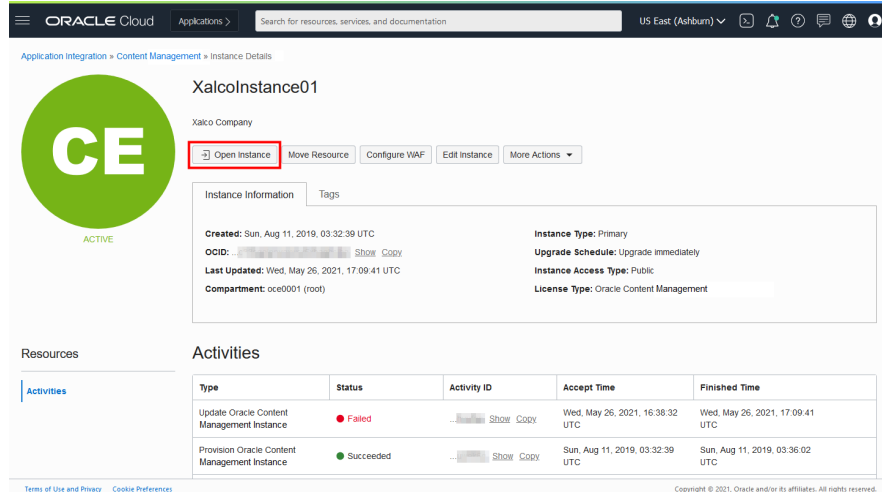 ORACLE Cloud
Applications >
Search for resources, services, and documentation
US East (Ashburn)
Application Integration » Content Management » Instance Details
CE
ACTIVE
XalcoInstance01
Xalco Company
Open Instance
Move Resource
Configure WAF
Edit Instance
More Actions
Instance Information
Tags
Created: Sun, Aug 11, 2019, 03:32:39 UTC
OCID: ... Show Copy
Last Updated: Wed, May 26, 2021, 17:09:41 UTC
Compartment: oce0001 (root)
Instance Type: Primary
Upgrade Schedule: Upgrade immediately
Instance Access Type: Public
License Type: Oracle Content Management
Resources
Activities
Activities
Type Status Activity ID Accept Time Finished Time
Update Oracle Content Failed ... Show Copy Wed, May 26, 2021, 16:38:32 Wed, May 26, 2021, 17:09:41
Management Instance UTC UTC
Provision Oracle Content Succeeded ... Show Copy Sun, Aug 11, 2019, 03:32:39 Sun, Aug 11, 2019, 03:36:02
Management Instance UTC UTC
Terms of Use and Privacy Cookie Preferences
Copyright © 2021, Oracle and/or its affiliates. All rights reserved.